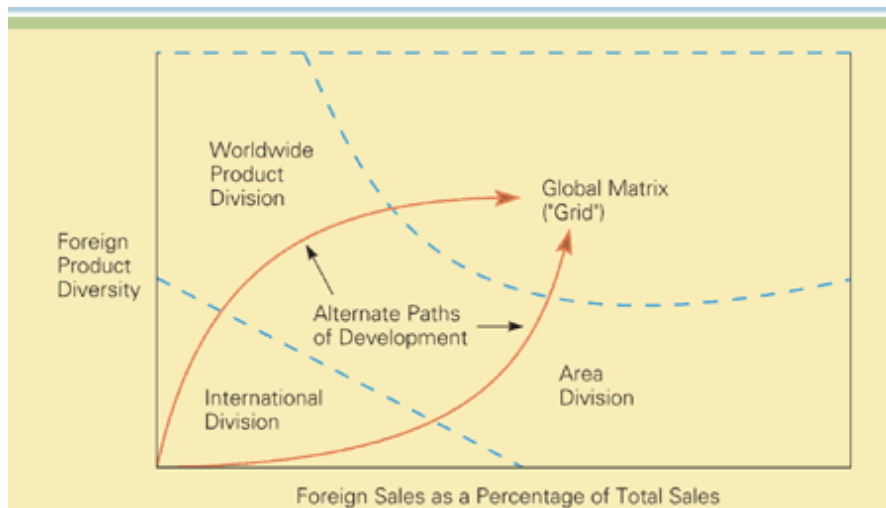 Worldwide
Product
Division
Global Matrix
("Grid")
Foreign
Product
Diversity
Alternate Paths
of Development
International
Division
Area
Division
Foreign Sales as a Percentage of Total Sales